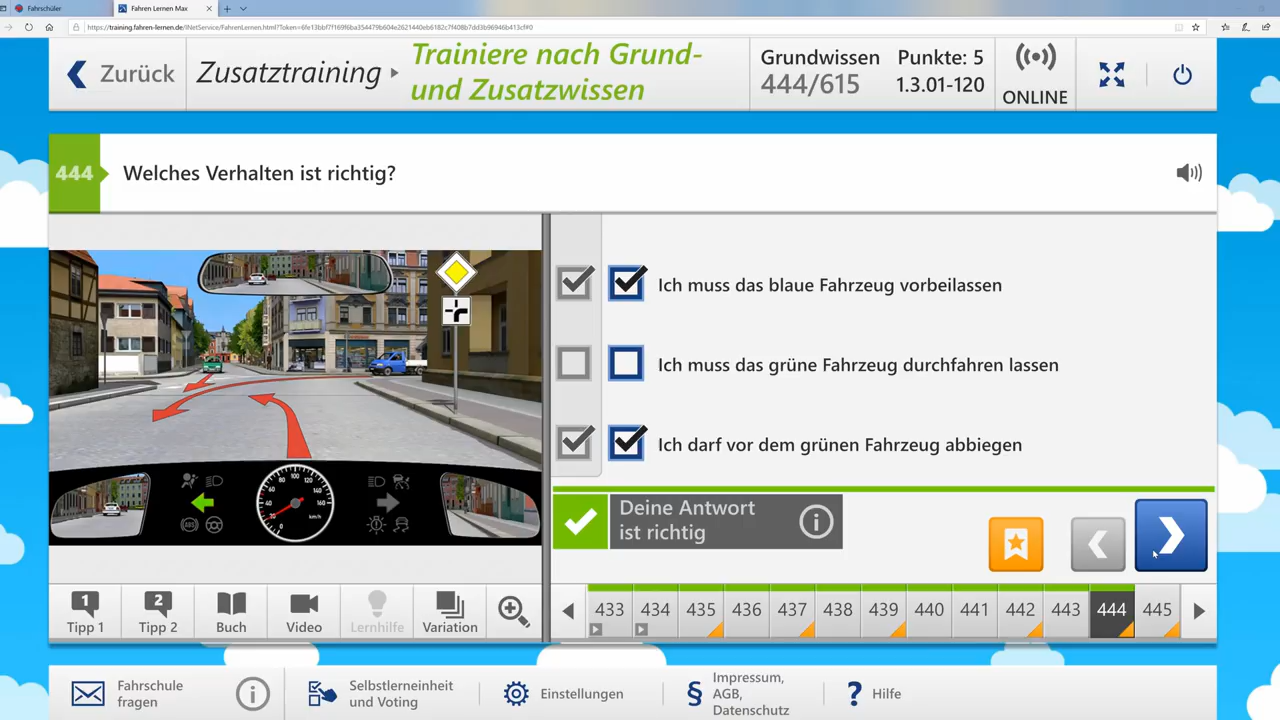 Fahrschüler
Fahren Lernen Max
Zurück
Zusatztraining
Trainiere nach Grund-
und Zusatzwissen
Grundwissen
444/615
Punkte: 5
1.3.01-120
ONLINE
444
Welches Verhalten ist richtig?
Ich muss das blaue Fahrzeug vorbeilassen
Ich muss das grüne Fahrzeug durchfahren lassen
Ich darf vor dem grünen Fahrzeug abbiegen
Deine Antwort
ist richtig
1
Tipp 1
2
Tipp 2
Buch
Video
Lernhilfe
Variation
433 434 435 436 437 438 439 440 441 442 443 444 445
Fahrschule
fragen
Selbstlerneinheit
und Voting
Einstellungen
§
Impressum,
AGB,
Datenschutz
?
Hilfe